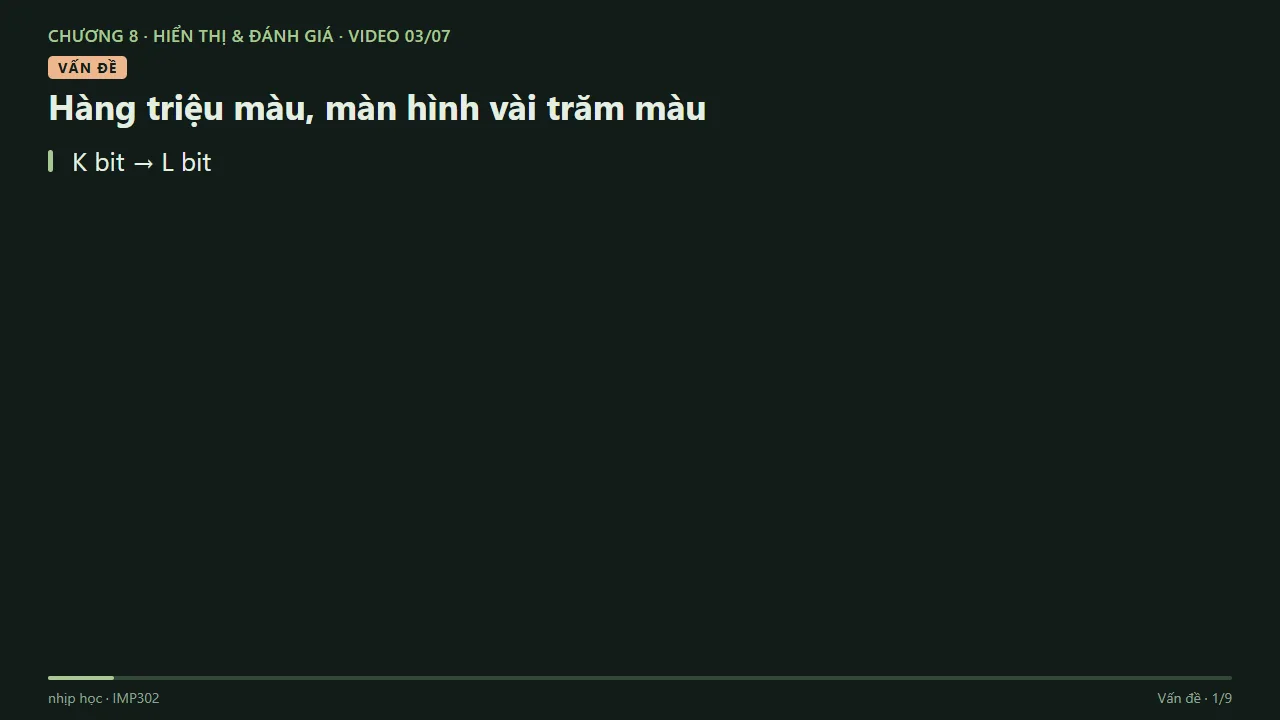 CHƯƠNG 8 · HIỂN THỊ & ĐÁNH GIÁ · VIDEO 03/07
VẤN ĐỀ
Hàng triệu màu, màn hình vài trăm màu
K bit → L bit
nhịp học · IMP302
Vấn đề · 1/9